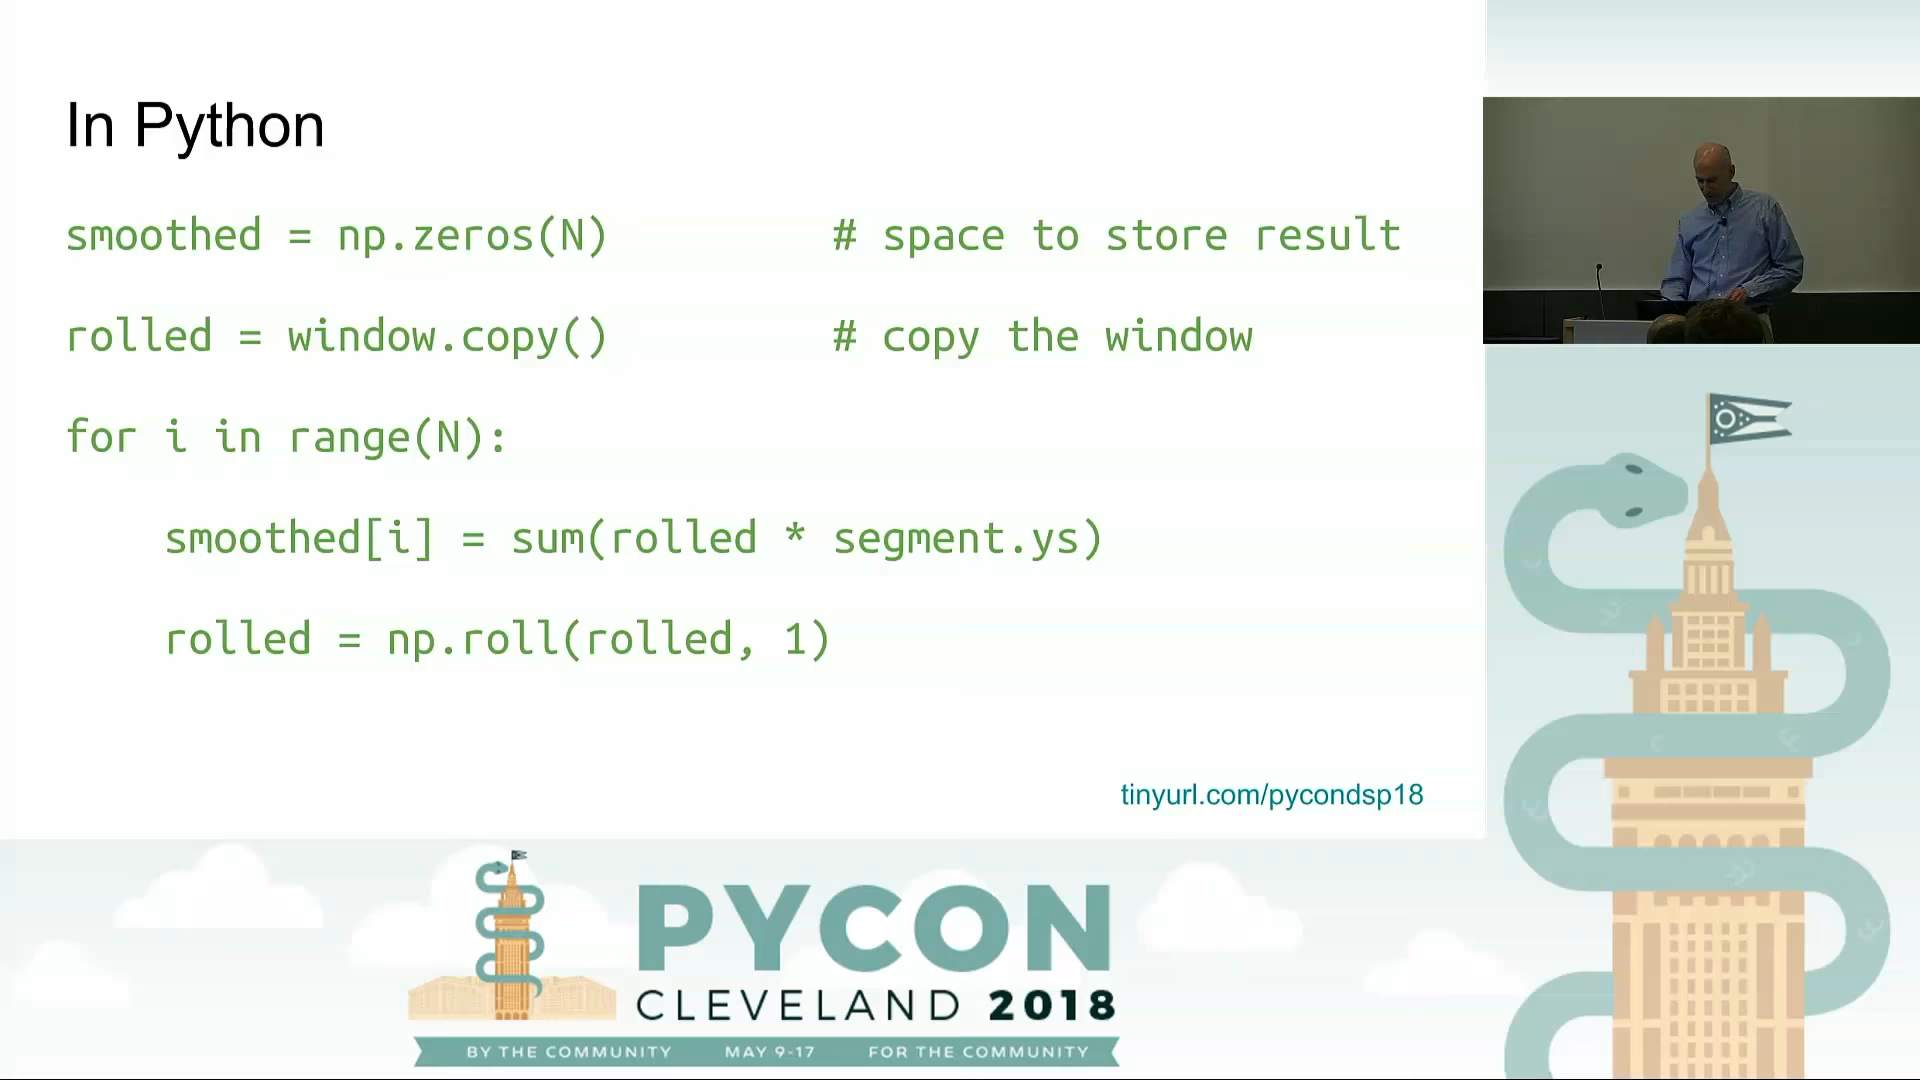 In Python
smoothed = np.zeros(N) # space to store result
rolled = window.copy() # copy the window
for i in range(N):
smoothed[i] = sum(rolled * segment.ys)
rolled = np.roll(rolled, 1)
tinyurl.com/pycondsp18
PYCON
CLEVELAND 2018
BY THE COMMUNITY MAY 9-17 FOR THE COMMUNITY